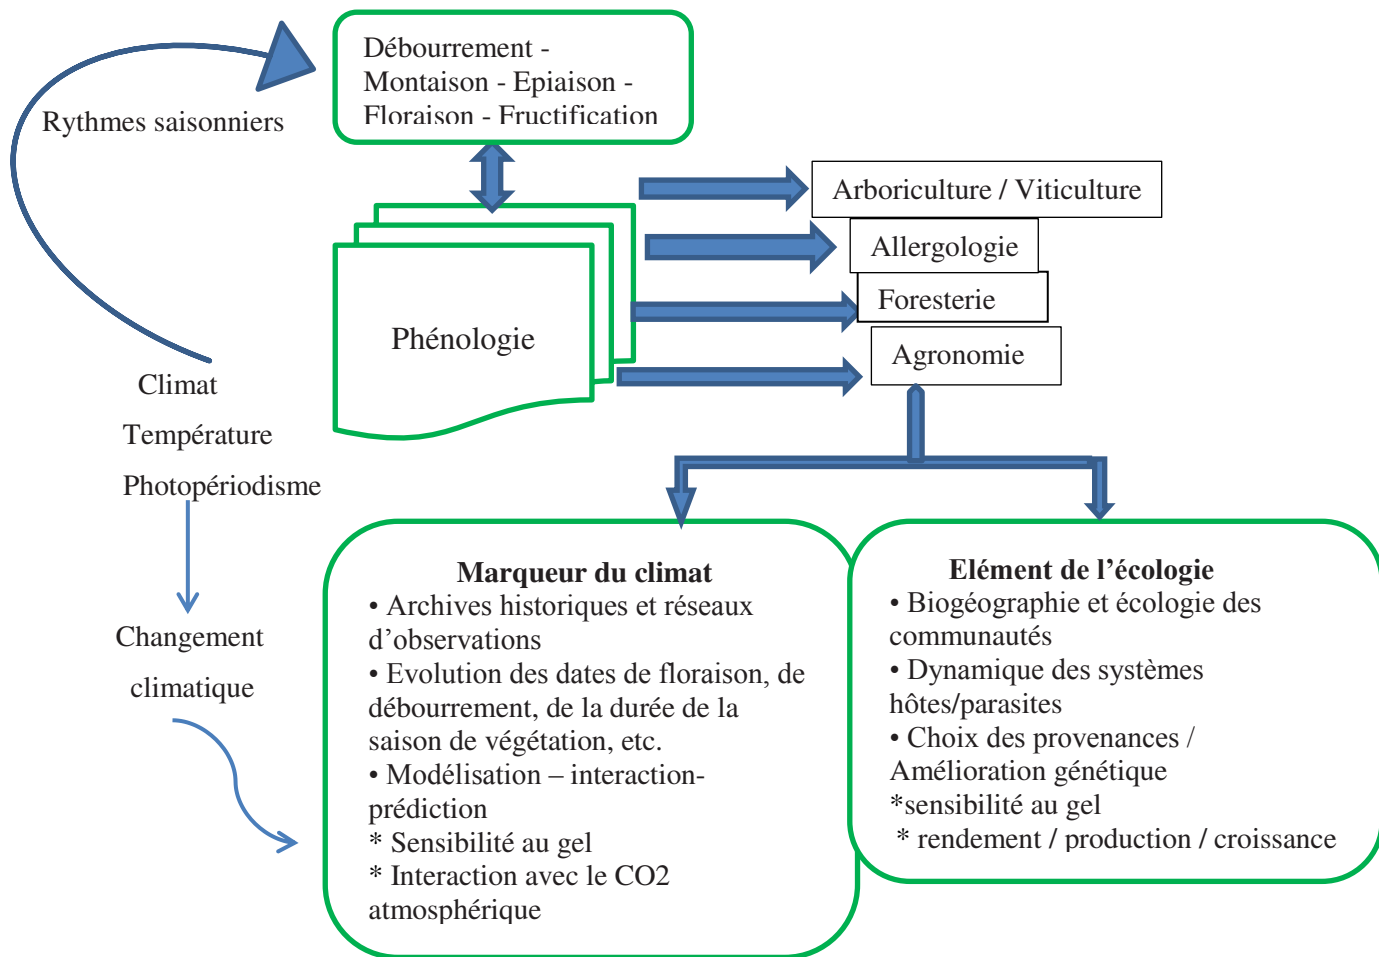 Débourrement -
Montaison - Epiaison -
Floraison - Fructification
Rythmes saisonniers
Arboriculture / Viticulture
Allergologie
Foresterie
Agronomie
Phénologie
Climat
Température
Photopériodisme
Changement
climatique
Marqueur du climat
• Archives historiques et réseaux
d’observations
• Evolution des dates de floraison, de
débourrement, de la durée de la
saison de végétation, etc.
• Modélisation – interaction-
prédiction
* Sensibilité au gel
* Interaction avec le CO2
atmosphérique
Elément de l’écologie
• Biogéographie et écologie des
communautés
• Dynamique des systèmes
hôtes/parasites
• Choix des provenances /
Amélioration génétique
*sensibilité au gel
* rendement / production / croissance